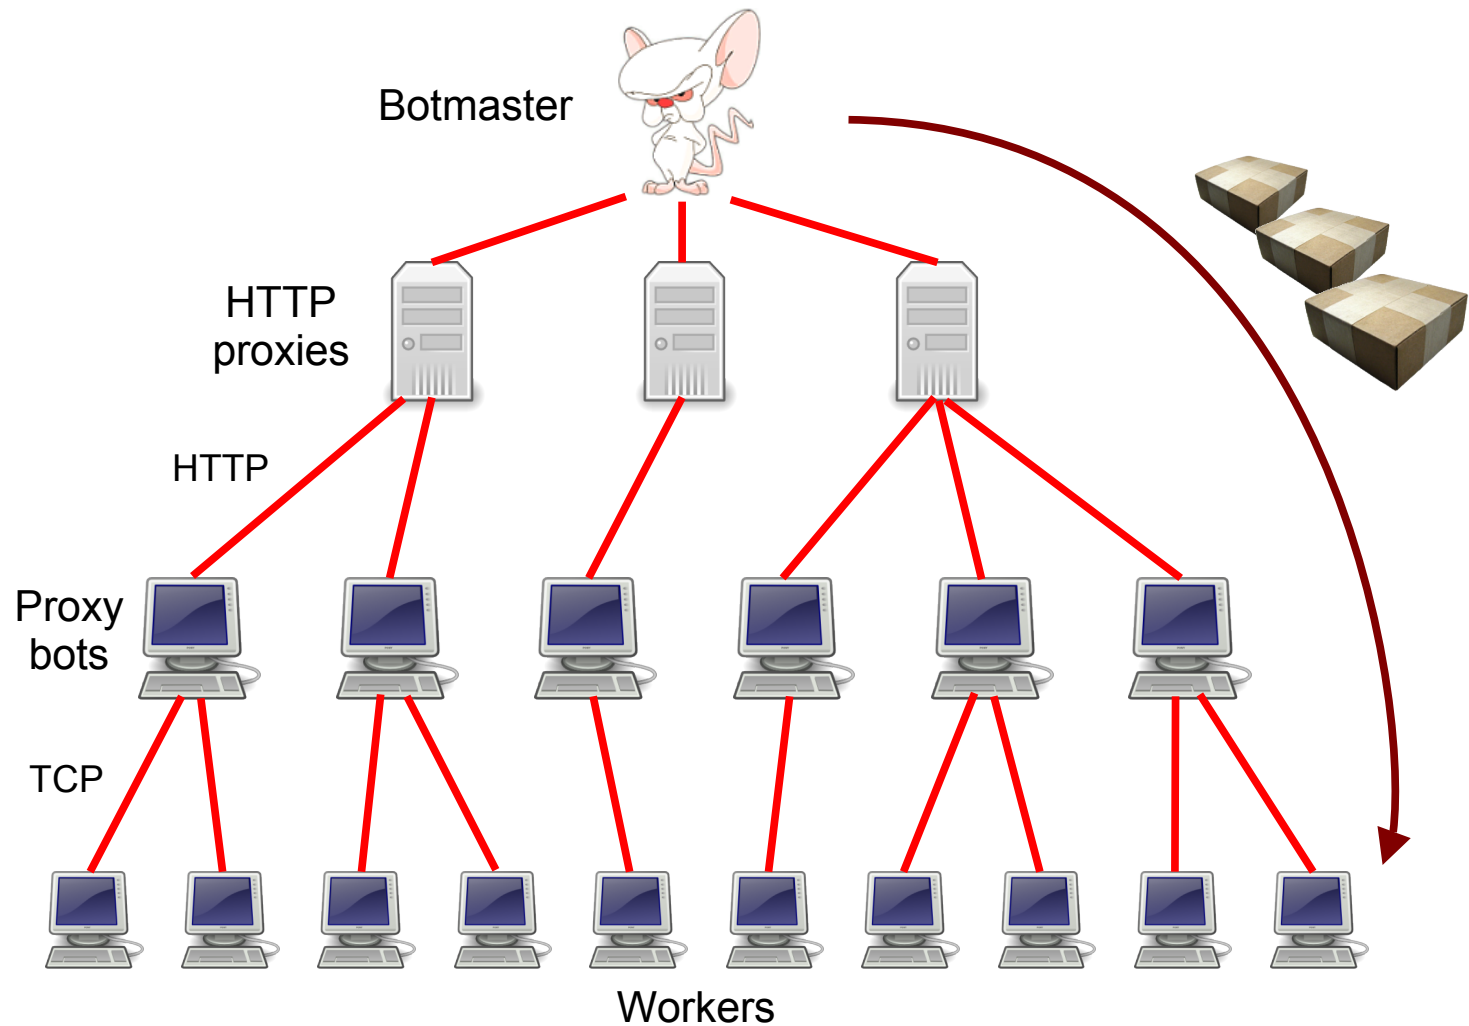 Botmaster
HTTP
proxies
HTTP
Proxy
bots
TCP
Workers